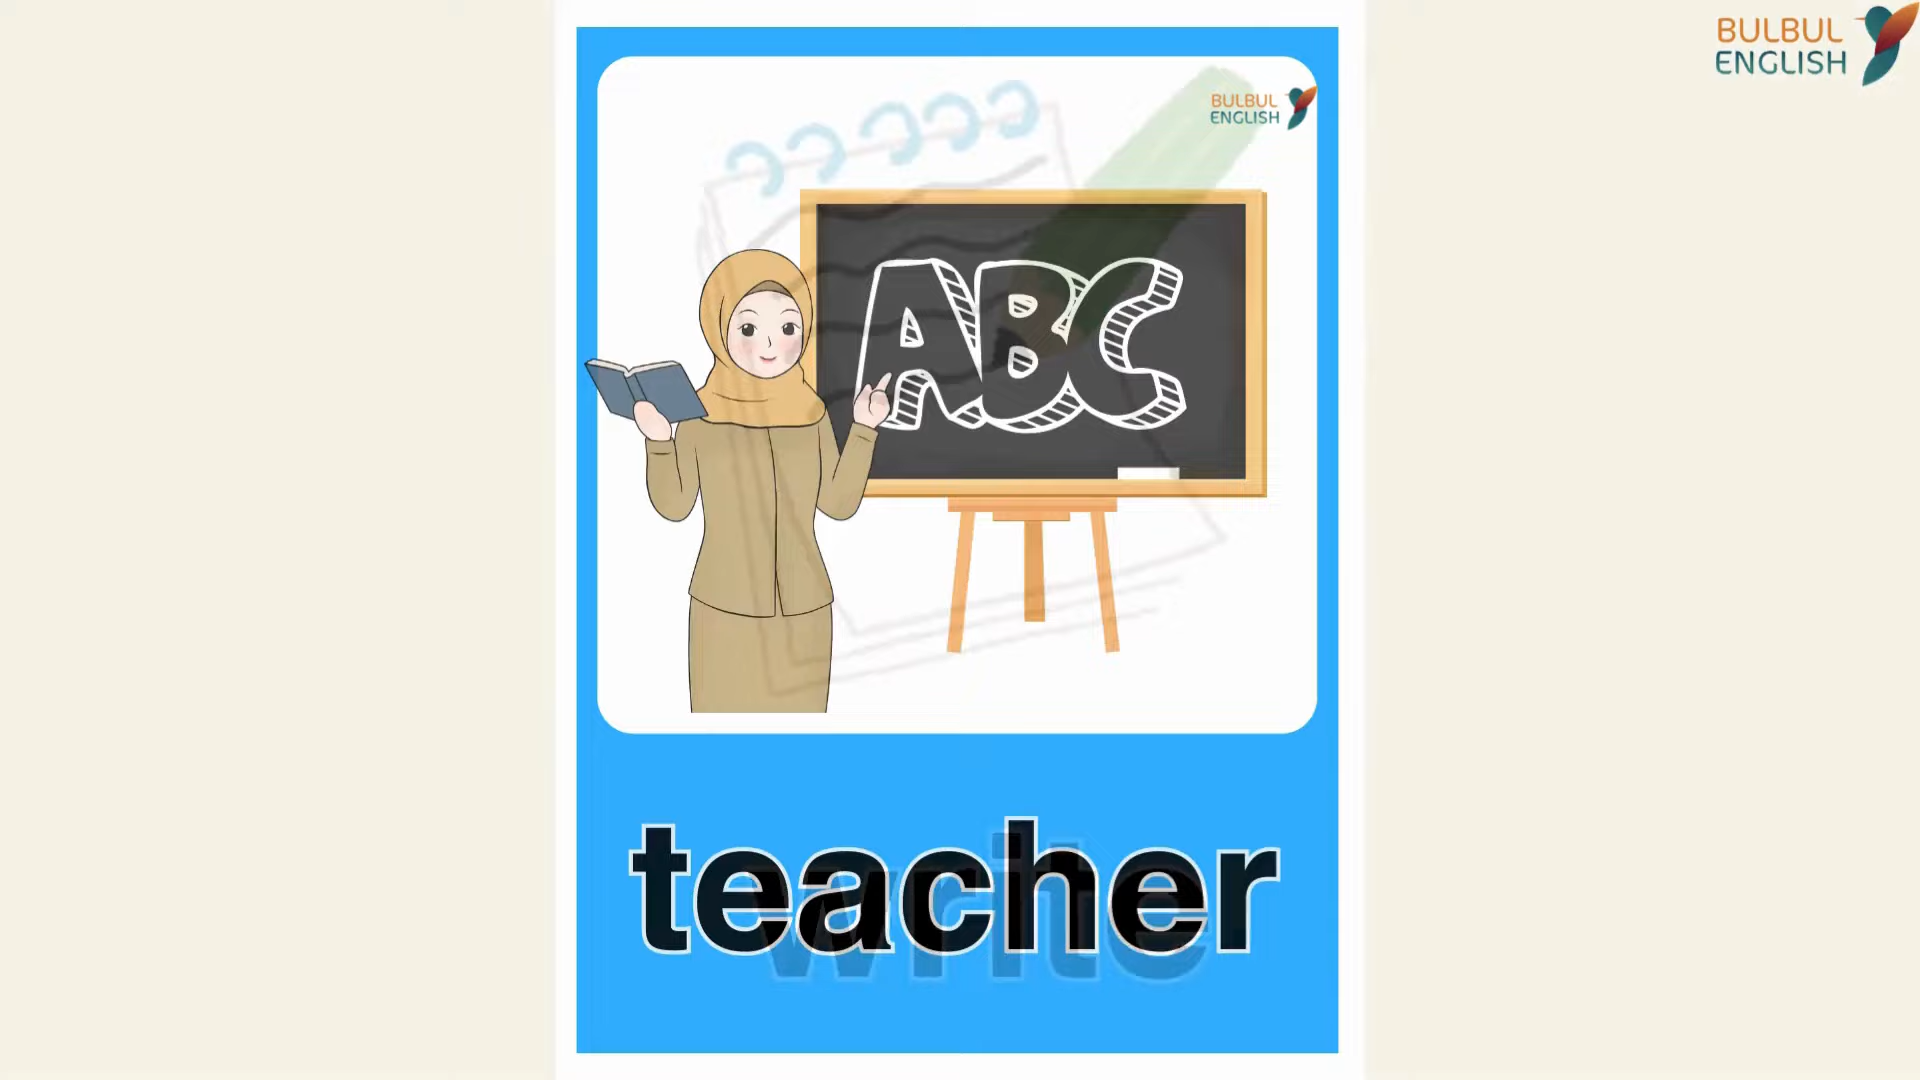 BULBUL
ENGLISH
BULBUL
ENGLISH
ABC
teacher
write